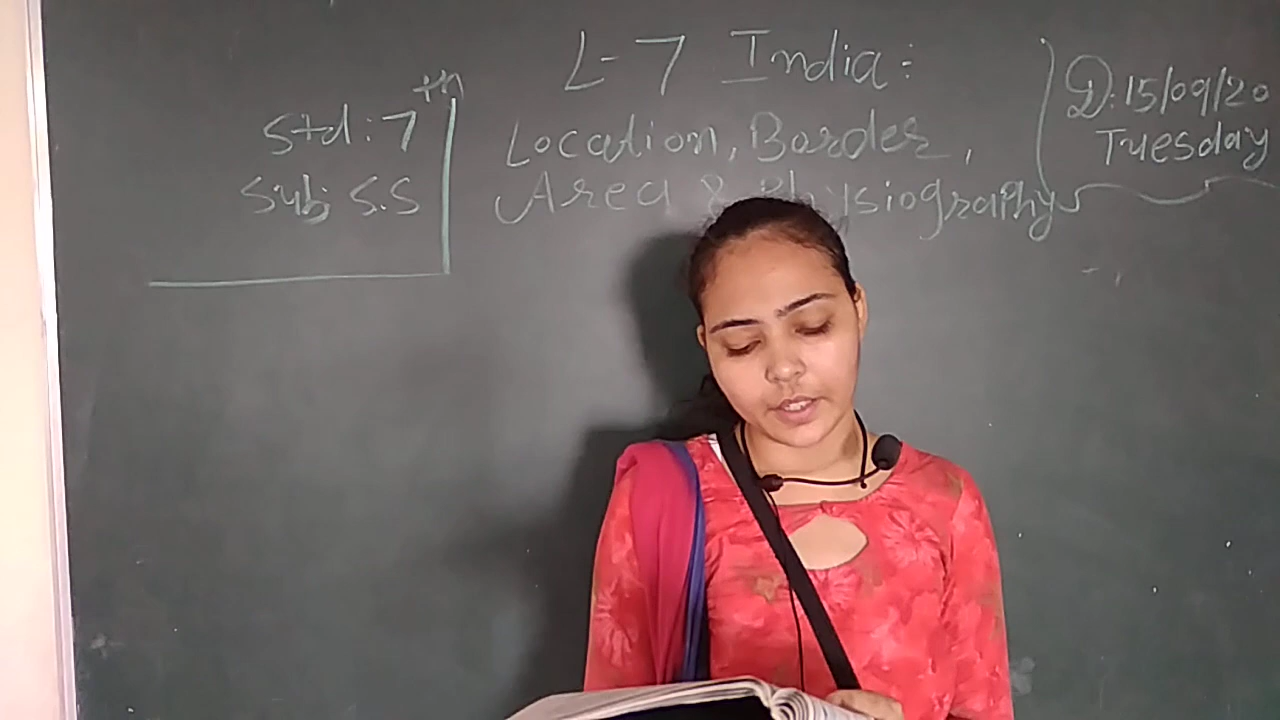 Std: 7th
Sub: S.S
L-7 India:
Location, Border,
Area & Physiography
D: 15/09/20
Tuesday